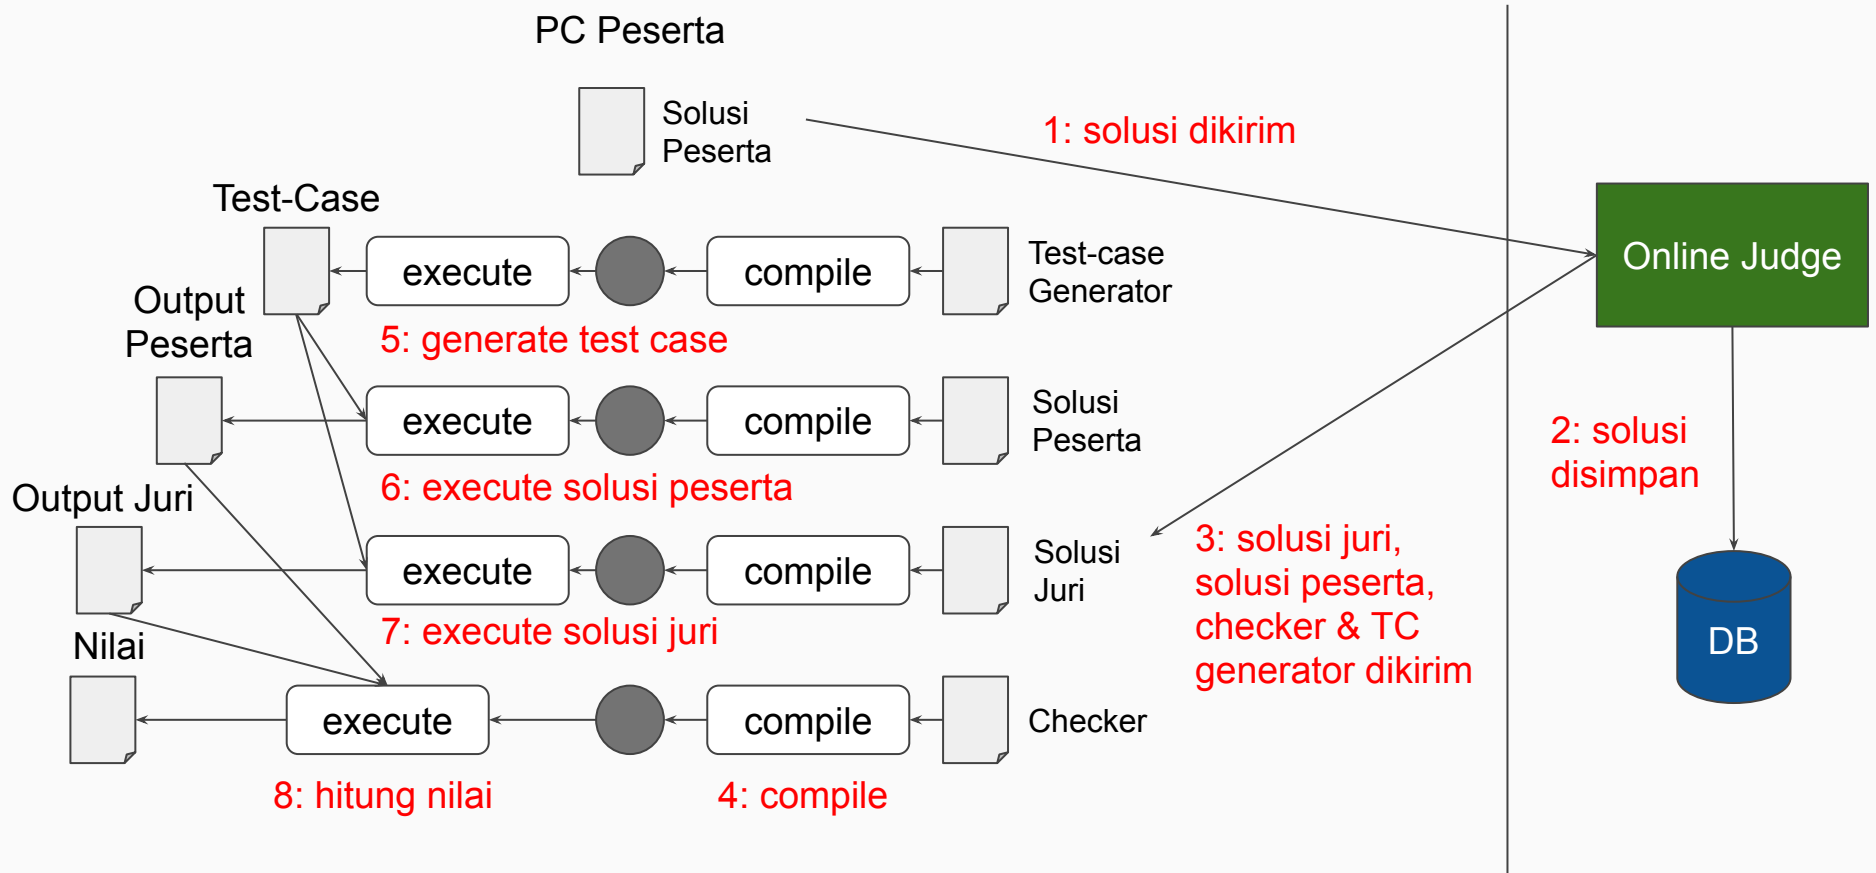 PC Peserta
Solusi
Peserta
1: solusi dikirim
Test-Case
execute
compile
Test-case
Generator
Online Judge
Output
Peserta
5: generate test case
execute
compile
Solusi
Peserta
2: solusi
disimpan
6: execute solusi peserta
Output Juri
execute
compile
Solusi
Juri
3: solusi juri,
solusi peserta,
checker & TC
generator dikirim
7: execute solusi juri
DB
Nilai
execute
compile
Checker
8: hitung nilai
4: compile